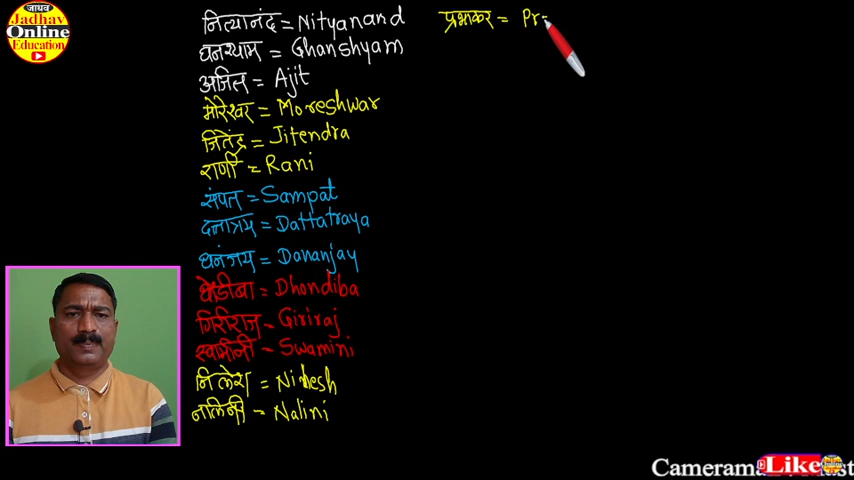 जाधव
Jadhav
Online
Education
नित्यानंद = Nityanand
घनश्याम = Ghanshyam
अजित = Ajit
मोरेश्वर = Moreshwar
जितेंद्र = Jitendra
राणी = Rani
संपत = Sampat
दत्तात्रय = Dattatraya
धनंजय = Dananjay
धोंडीबा = Dhondiba
गिरीराज - Giriraj
स्वामीनी - Swamini
निलेश = Nilesh
नलिनी - Nalini
प्रभाकर = Pr
Camerama
Like